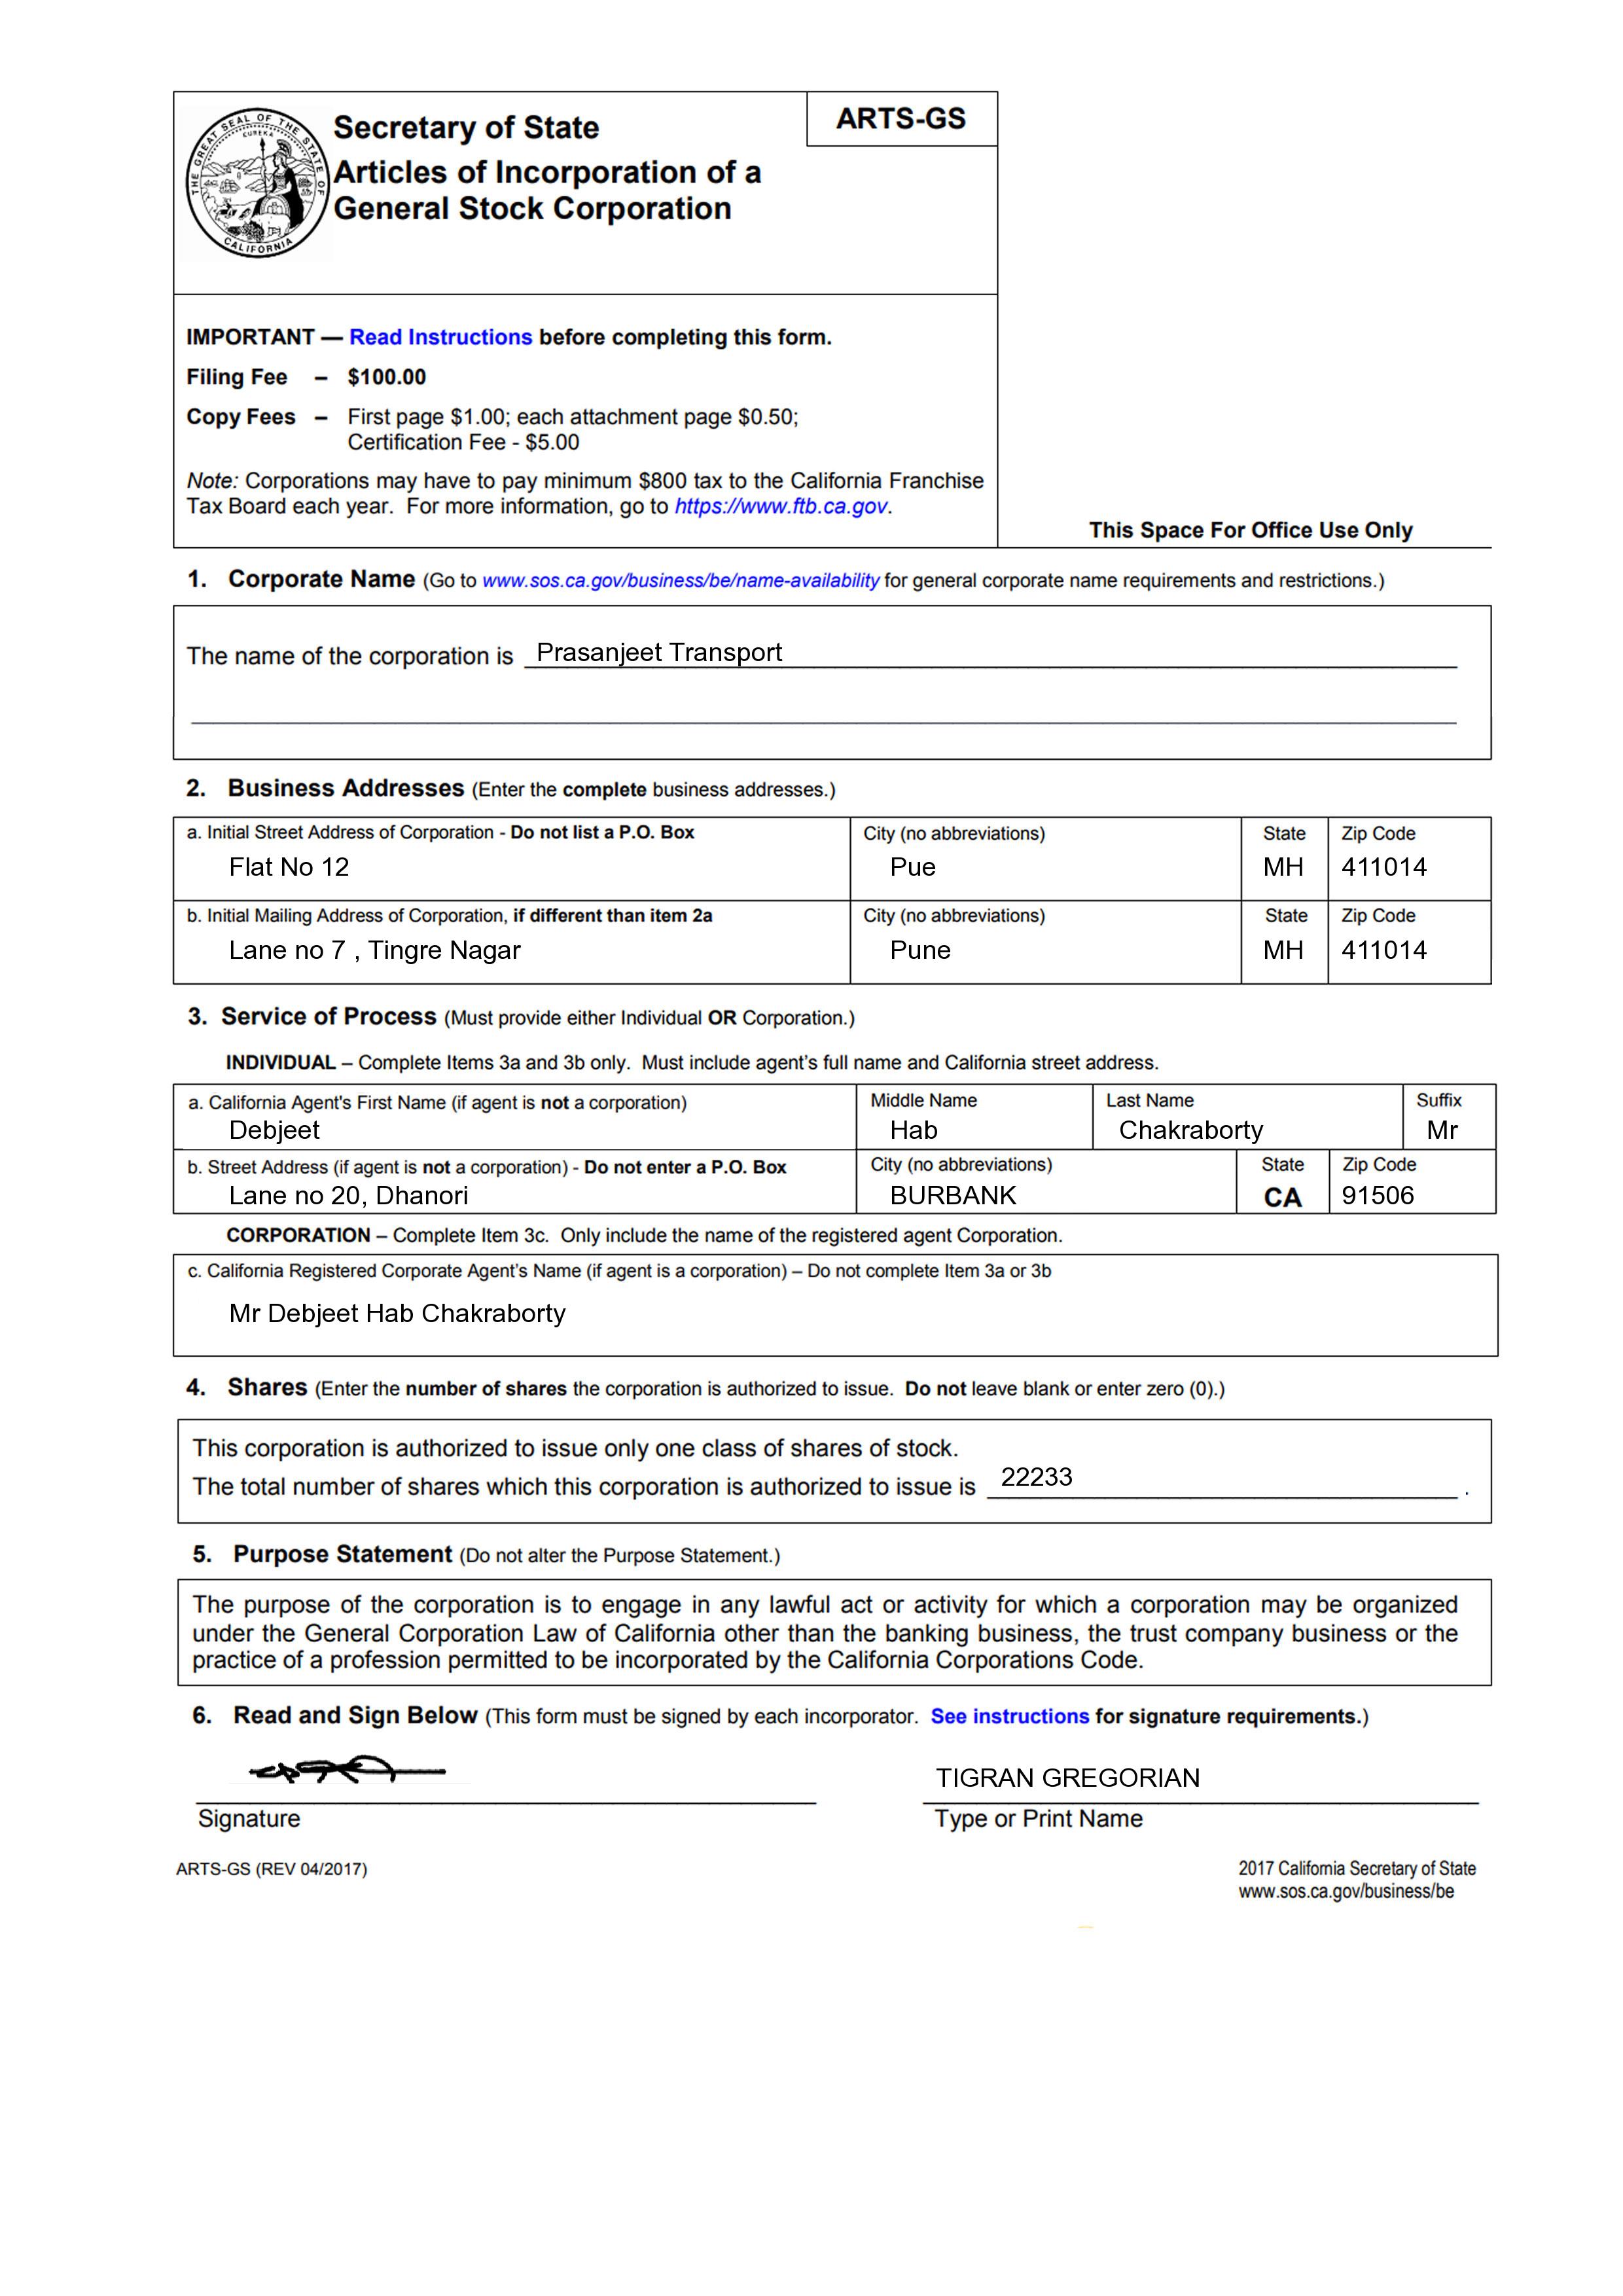 THE GREAT SEAL OF THE STATE OF CALIFORNIA
EUREKA
Secretary of State
Articles of Incorporation of a
General Stock Corporation
ARTS-GS
IMPORTANT — Read Instructions before completing this form.
Filing Fee – $100.00
Copy Fees – First page $1.00; each attachment page $0.50;
Certification Fee - $5.00
Note: Corporations may have to pay minimum $800 tax to the California Franchise
Tax Board each year. For more information, go to https://www.ftb.ca.gov.
This Space For Office Use Only
1. Corporate Name (Go to www.sos.ca.gov/business/be/name-availability for general corporate name requirements and restrictions.)
The name of the corporation is Prasanjeet Transport
2. Business Addresses (Enter the complete business addresses.)
a. Initial Street Address of Corporation - Do not list a P.O. Box City (no abbreviations) State Zip Code
Flat No 12 Pue MH 411014
b. Initial Mailing Address of Corporation, if different than item 2a City (no abbreviations) State Zip Code
Lane no 7 , Tingre Nagar Pune MH 411014
3. Service of Process (Must provide either Individual OR Corporation.)
INDIVIDUAL – Complete Items 3a and 3b only. Must include agent's full name and California street address.
a. California Agent's First Name (if agent is not a corporation) Middle Name Last Name Suffix
Debjeet Hab Chakraborty Mr
b. Street Address (if agent is not a corporation) - Do not enter a P.O. Box City (no abbreviations) State Zip Code
Lane no 20, Dhanori BURBANK CA 91506
CORPORATION – Complete Item 3c. Only include the name of the registered agent Corporation.
c. California Registered Corporate Agent's Name (if agent is a corporation) – Do not complete Item 3a or 3b
Mr Debjeet Hab Chakraborty
4. Shares (Enter the number of shares the corporation is authorized to issue. Do not leave blank or enter zero (0).)
This corporation is authorized to issue only one class of shares of stock.
The total number of shares which this corporation is authorized to issue is 22233 .
5. Purpose Statement (Do not alter the Purpose Statement.)
The purpose of the corporation is to engage in any lawful act or activity for which a corporation may be organized
under the General Corporation Law of California other than the banking business, the trust company business or the
practice of a profession permitted to be incorporated by the California Corporations Code.
6. Read and Sign Below (This form must be signed by each incorporator. See instructions for signature requirements.)
TIGRAN GREGORIAN
Signature Type or Print Name
ARTS-GS (REV 04/2017) 2017 California Secretary of State
www.sos.ca.gov/business/be